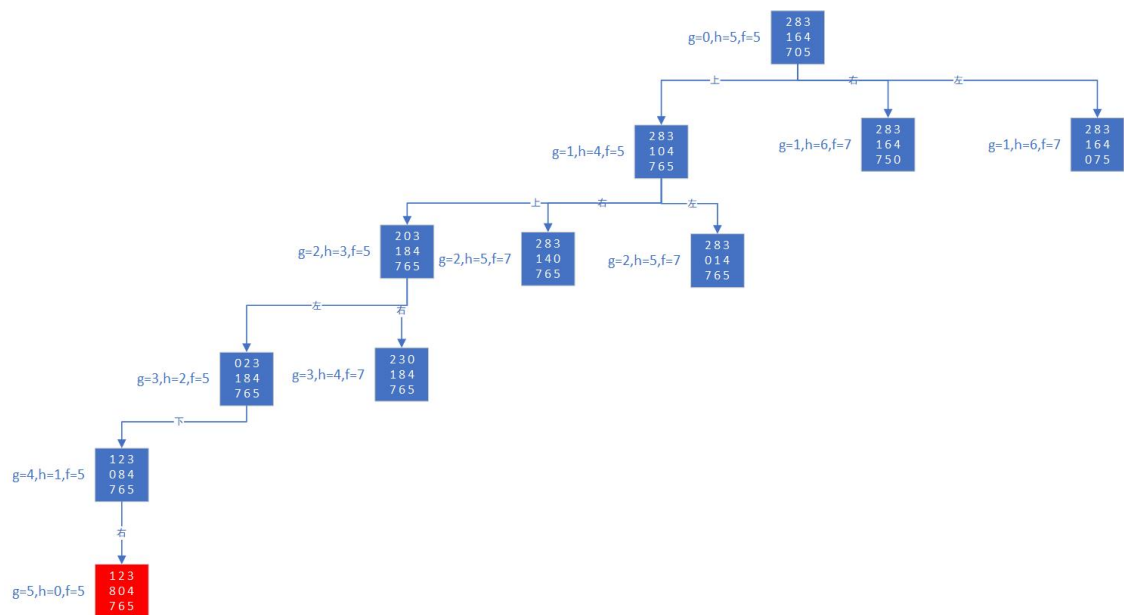 283
g=0,h=5,f=5
164
705
上
右
左
283
g=1,h=4,f=5
104
765
283
g=1,h=6,f=7
164
750
283
g=1,h=6,f=7
164
075
上
右
左
203
g=2,h=3,f=5
184
765
283
g=2,h=5,f=7
140
765
283
g=2,h=5,f=7
014
765
左
右
023
g=3,h=2,f=5
184
765
230
g=3,h=4,f=7
184
765
下
123
g=4,h=1,f=5
084
765
右
123
g=5,h=0,f=5
804
765